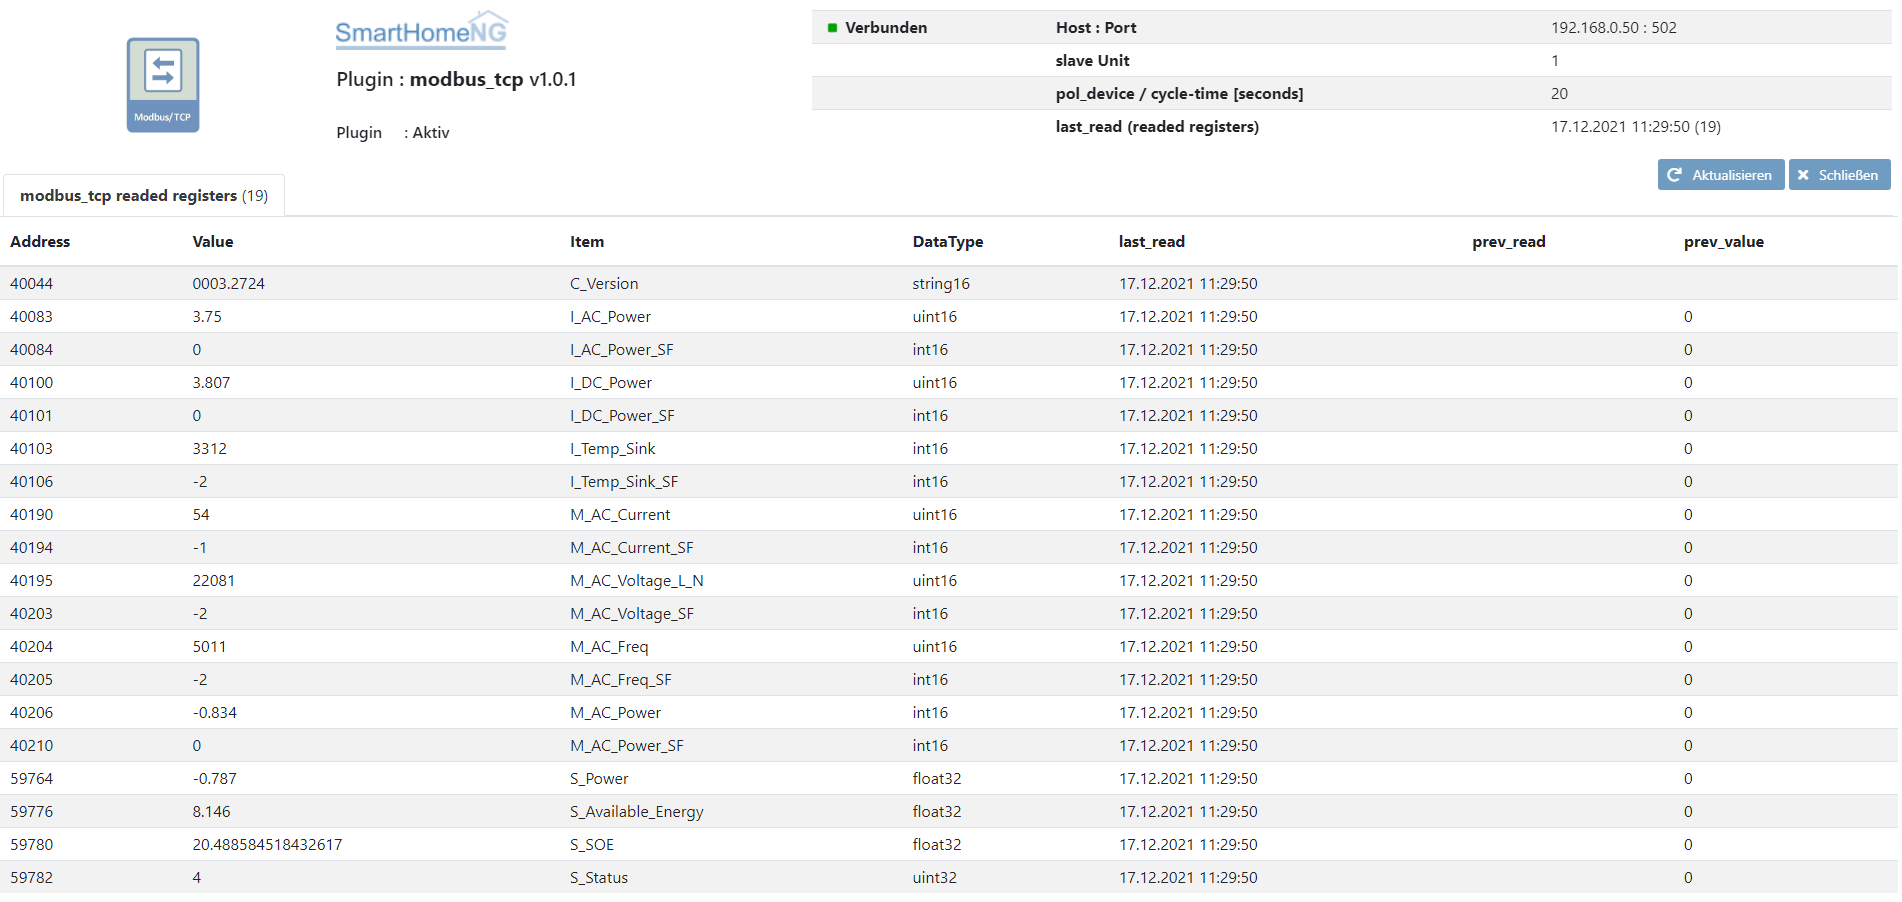 Modbus/TCP
SmartHomeNG
Plugin : modbus_tcp v1.0.1
Plugin : Aktiv
Verbunden Host : Port 192.168.0.50 : 502
slave Unit 1
pol_device / cycle-time [seconds] 20
last_read (readed registers) 17.12.2021 11:29:50 (19)
Aktualisieren Schließen
modbus_tcp readed registers (19)
Address Value Item DataType last_read prev_read prev_value
40044 0003.2724 C_Version string16 17.12.2021 11:29:50
40083 3.75 I_AC_Power uint16 17.12.2021 11:29:50 0
40084 0 I_AC_Power_SF int16 17.12.2021 11:29:50 0
40100 3.807 I_DC_Power uint16 17.12.2021 11:29:50 0
40101 0 I_DC_Power_SF int16 17.12.2021 11:29:50 0
40103 3312 I_Temp_Sink int16 17.12.2021 11:29:50 0
40106 -2 I_Temp_Sink_SF int16 17.12.2021 11:29:50 0
40190 54 M_AC_Current uint16 17.12.2021 11:29:50 0
40194 -1 M_AC_Current_SF int16 17.12.2021 11:29:50 0
40195 22081 M_AC_Voltage_L_N uint16 17.12.2021 11:29:50 0
40203 -2 M_AC_Voltage_SF int16 17.12.2021 11:29:50 0
40204 5011 M_AC_Freq uint16 17.12.2021 11:29:50 0
40205 -2 M_AC_Freq_SF int16 17.12.2021 11:29:50 0
40206 -0.834 M_AC_Power int16 17.12.2021 11:29:50 0
40210 0 M_AC_Power_SF int16 17.12.2021 11:29:50 0
59764 -0.787 S_Power float32 17.12.2021 11:29:50 0
59776 8.146 S_Available_Energy float32 17.12.2021 11:29:50 0
59780 20.488584518432617 S_SOE float32 17.12.2021 11:29:50 0
59782 4 S_Status uint32 17.12.2021 11:29:50 0